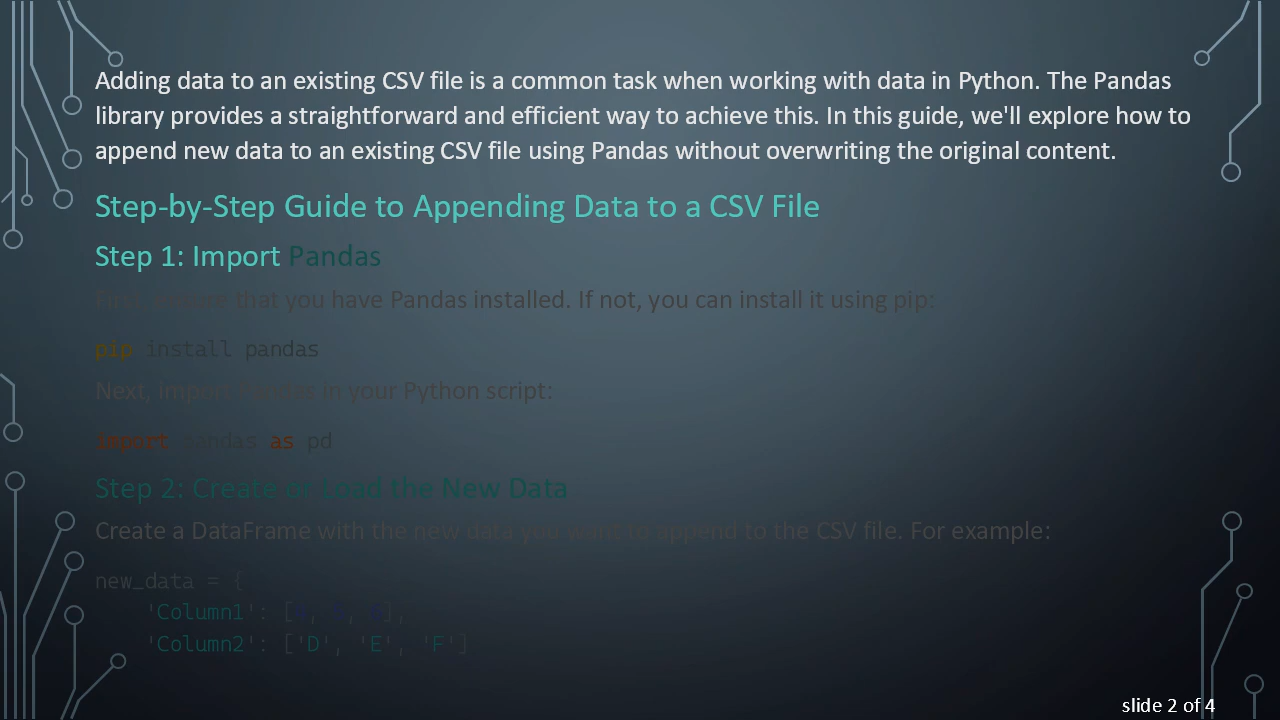 Adding data to an existing CSV file is a common task when working with data in Python. The Pandas
library provides a straightforward and efficient way to achieve this. In this guide, we'll explore how to
append new data to an existing CSV file using Pandas without overwriting the original content.
Step-by-Step Guide to Appending Data to a CSV File
Step 1: Import Pandas
First, ensure that you have Pandas installed. If not, you can install it using pip:
pip install pandas
Next, import Pandas in your Python script:
import pandas as pd
Step 2: Create or Load the New Data
Create a DataFrame with the new data you want to append to the CSV file. For example:
new_data = {
'Column1': [
'Column2': ['D', 'E', 'F']
slide 2 of 4